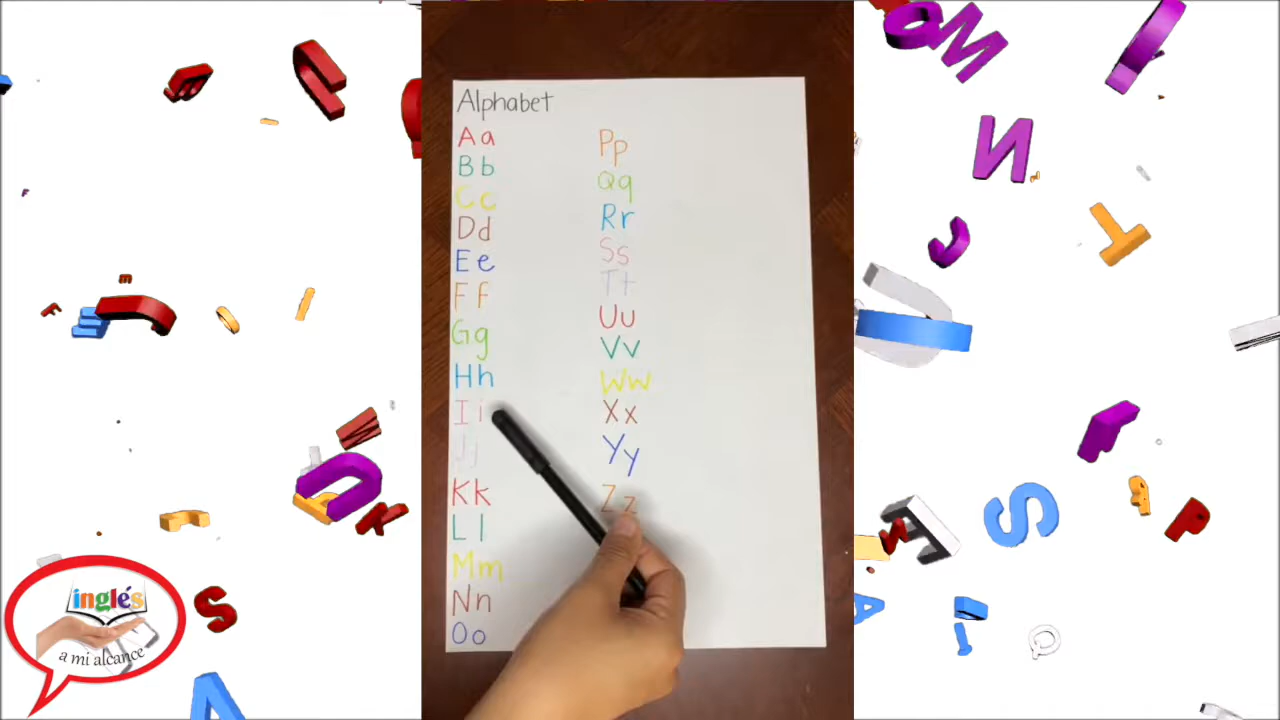 Alphabet
Aa
Bb
Cc
Dd
Ee
Ff
Gg
Hh
Ii
Jj
Kk
Ll
Mm
Nn
Oo
Pp
Qq
Rr
Ss
Tt
Uu
Vv
Ww
Xx
Yy
Zz
inglés
a mi alcance